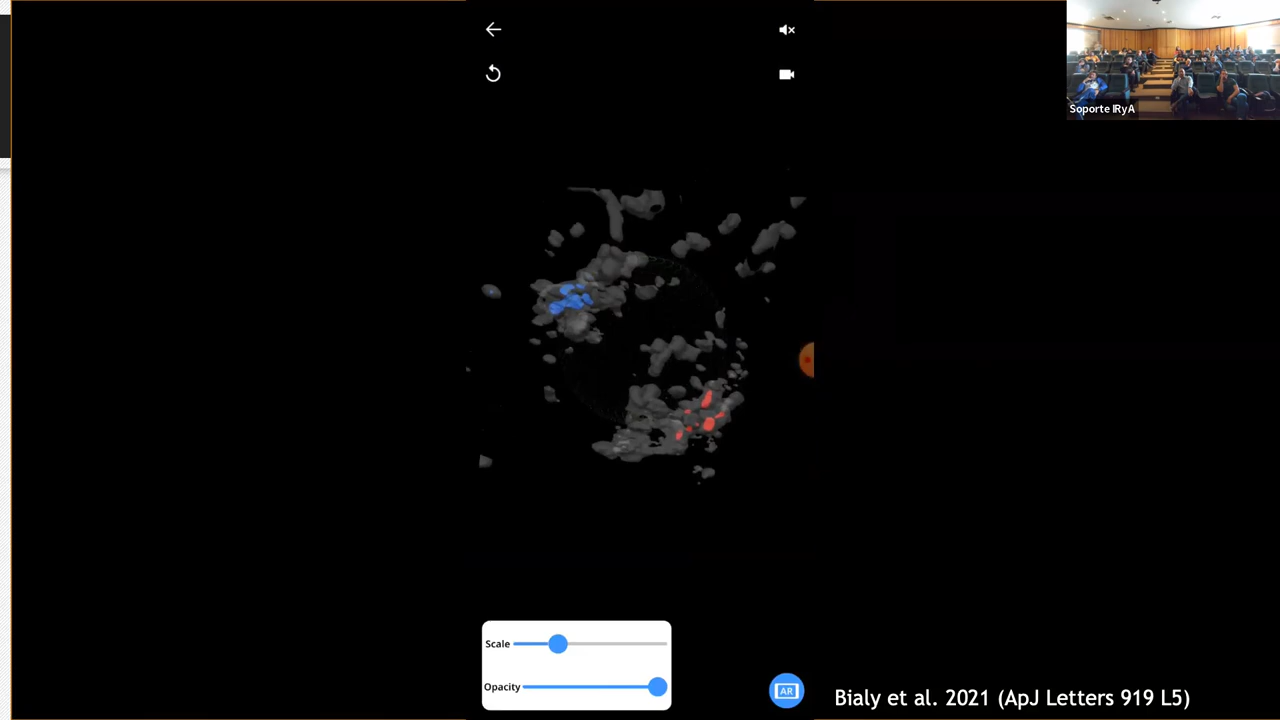 Soporte IRyA
Scale
Opacity
AR
Bialy et al. 2021 (ApJ Letters 919 L5)